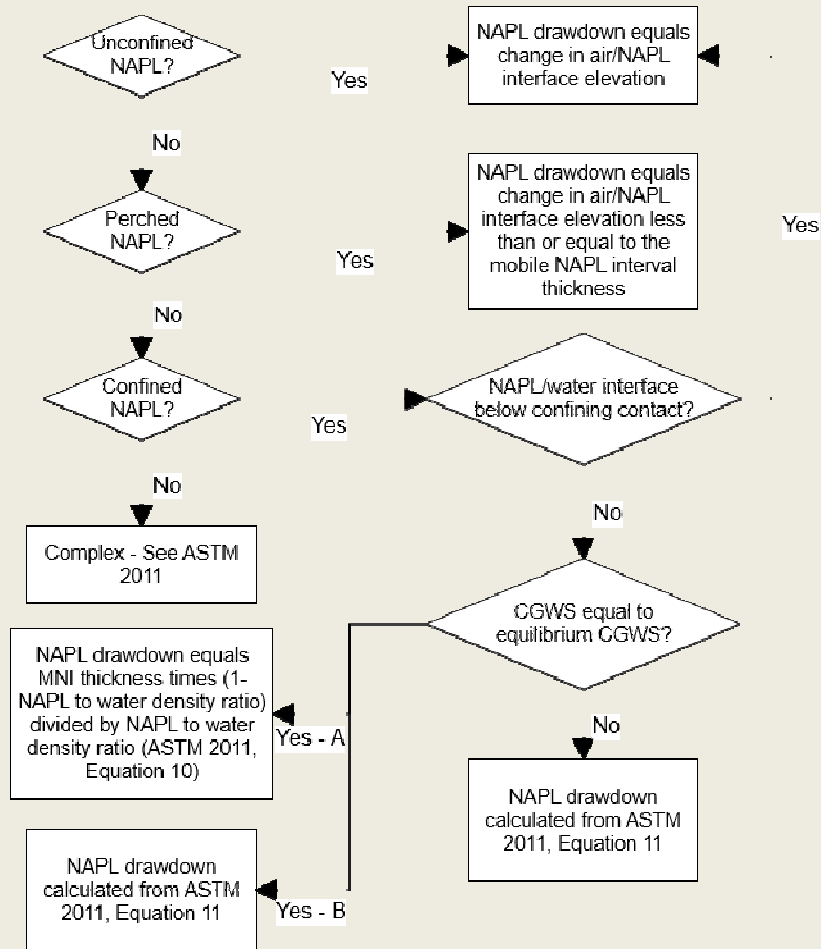 Unconfined
NAPL?
Yes
NAPL drawdown equals
change in air/NAPL
interface elevation
No
Perched
NAPL?
Yes
NAPL drawdown equals
change in air/NAPL
interface elevation less
than or equal to the
mobile NAPL interval
thickness
Yes
No
Confined
NAPL?
Yes
NAPL/water interface
below confining contact?
No
Complex - See ASTM
2011
No
CGWS equal to
equilibrium CGWS?
NAPL drawdown equals
MNI thickness times (1-
NAPL to water density ratio)
divided by NAPL to water
density ratio (ASTM 2011,
Equation 10)
Yes - A
No
NAPL drawdown
calculated from ASTM
2011, Equation 11
NAPL drawdown
calculated from ASTM
2011, Equation 11
Yes - B